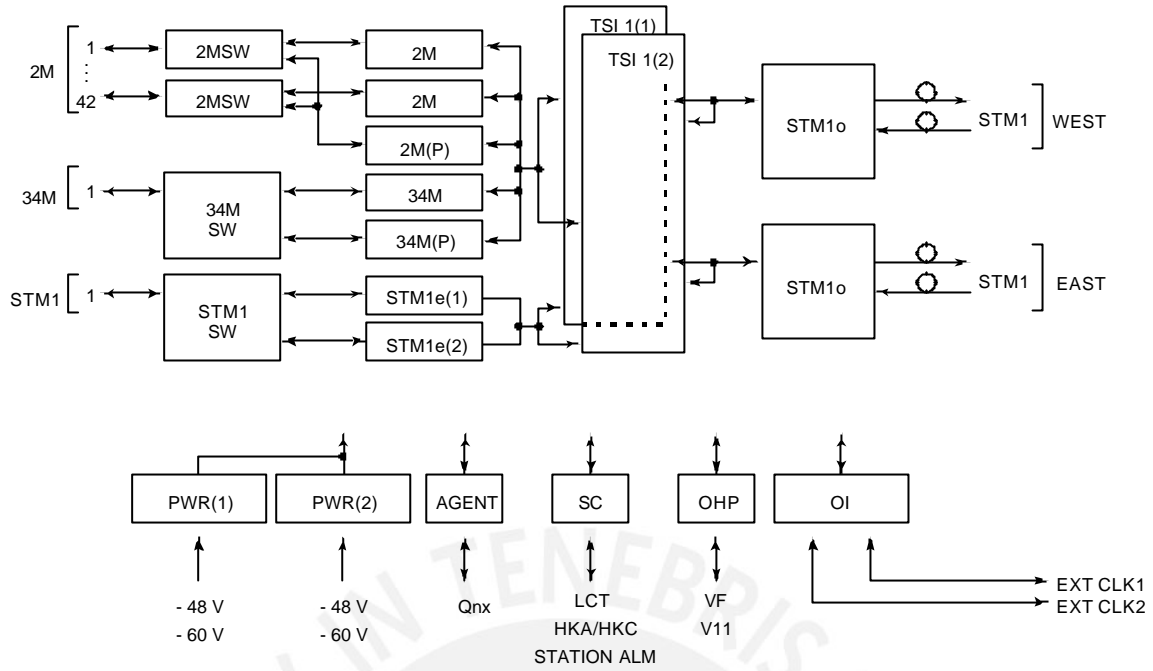 TSI 1(1)
TSI 1(2)
2M
1
⋮
42
2MSW
2M
2MSW
2M
2M(P)
STM1o
STM1
WEST
34M
1
34M
SW
34M
34M(P)
STM1
1
STM1
SW
STM1e(1)
STM1e(2)
STM1o
STM1
STM1
EAST
PWR(1)
PWR(2)
AGENT
SC
OHP
OI
- 48 V
- 60 V
- 48 V
- 60 V
Qnx
LCT
HKA/HKC
STATION ALM
VF
V11
EXT CLK1
EXT CLK2
IN TENEBRIS